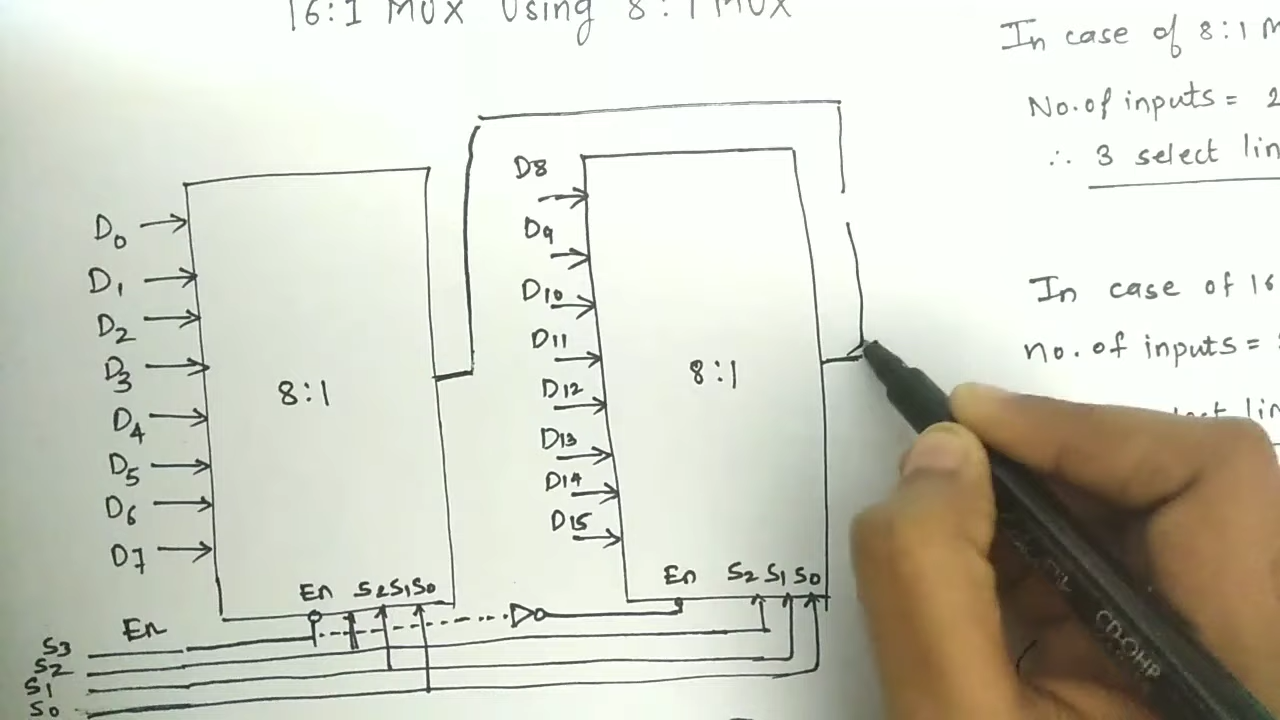 16:1 MUX Using 8:1 MUX
D0
D1
D2
D3
D4
D5
D6
D7
8:1
En S2 S1 S0
D8
D9
D10
D11
D12
D13
D14
D15
8:1
En S2 S1 S0
En
S3
S2
S1
S0
In case of 8:1 M
No.of inputs = 2
∴ 3 select lin
In case of 16
no. of inputs =
lin